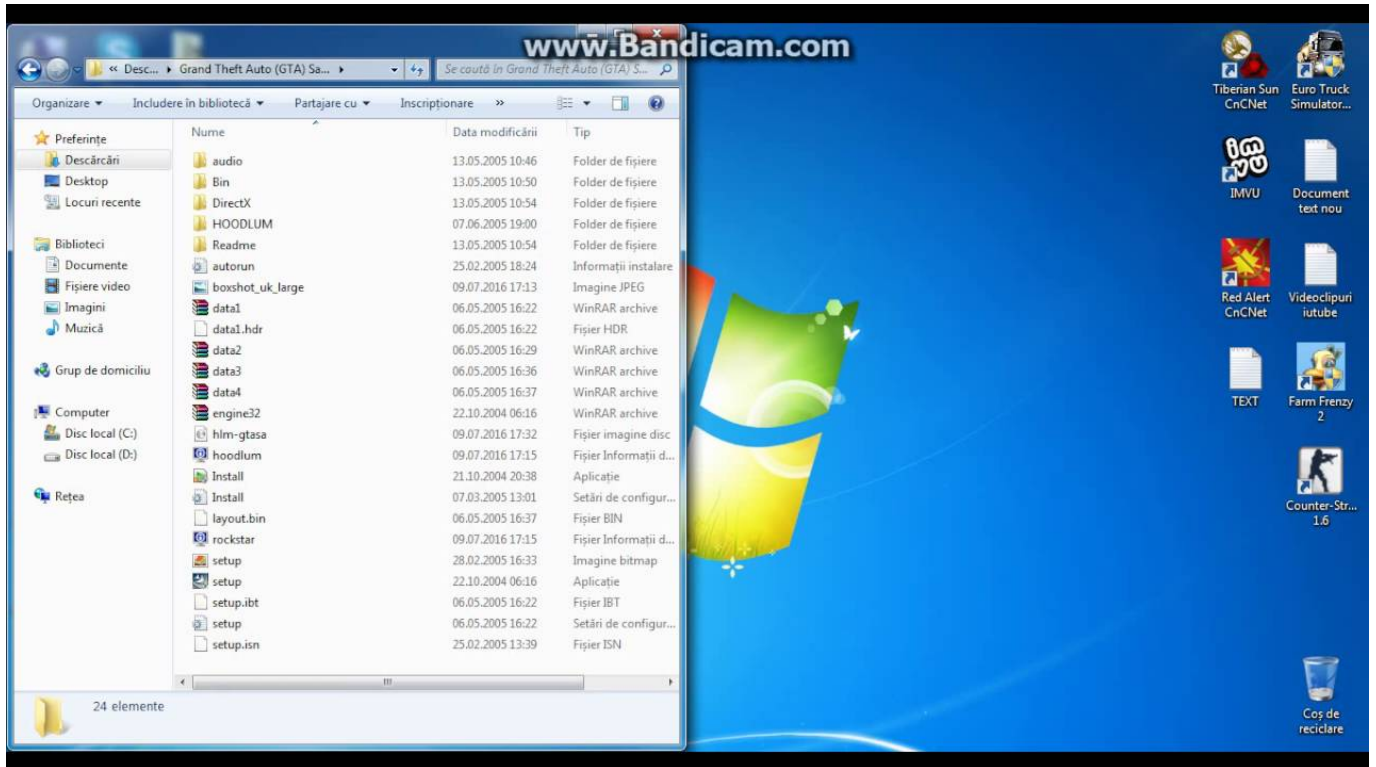 www.Bandicam.com
« Desc... Grand Theft Auto (GTA) Sa...
Se caută în Grand Theft Auto (GTA) S...
Organizare Includere în bibliotecă Partajare cu Inscripționare »
Nume Data modificării Tip
Preferințe
Descărcări
Desktop
Locuri recente
Biblioteci
Documente
Fișiere video
Imagini
Muzică
Grup de domiciliu
Computer
Disc local (C:)
Disc local (D:)
Rețea
audio 13.05.2005 10:46 Folder de fișiere
Bin 13.05.2005 10:50 Folder de fișiere
DirectX 13.05.2005 10:54 Folder de fișiere
HOODLUM 07.06.2005 19:00 Folder de fișiere
Readme 13.05.2005 10:54 Folder de fișiere
autorun 25.02.2005 18:24 Informații instalare
boxshot_uk_large 09.07.2016 17:13 Imagine JPEG
data1 06.05.2005 16:22 WinRAR archive
data1.hdr 06.05.2005 16:22 Fișier HDR
data2 06.05.2005 16:29 WinRAR archive
data3 06.05.2005 16:36 WinRAR archive
data4 06.05.2005 16:37 WinRAR archive
engine32 22.10.2004 06:16 WinRAR archive
hlm-gtasa 09.07.2016 17:32 Fișier imagine disc
hoodlum 09.07.2016 17:15 Fișier Informații d...
Install 21.10.2004 20:38 Aplicație
Install 07.03.2005 13:01 Setări de configur...
layout.bin 06.05.2005 16:37 Fișier BIN
rockstar 09.07.2016 17:15 Fișier Informații d...
setup 28.02.2005 16:33 Imagine bitmap
setup 22.10.2004 06:16 Aplicație
setup.ibt 06.05.2005 16:22 Fișier IBT
setup 06.05.2005 16:22 Setări de configur...
setup.isn 25.02.2005 13:39 Fișier ISN
24 elemente
Tiberian Sun
CnCNet
Euro Truck
Simulator...
IMVU
Document
text nou
Red Alert
CnCNet
Videoclipuri
iutube
TEXT
Farm Frenzy
2
Counter-Str...
1.6
Coș de
reciclare